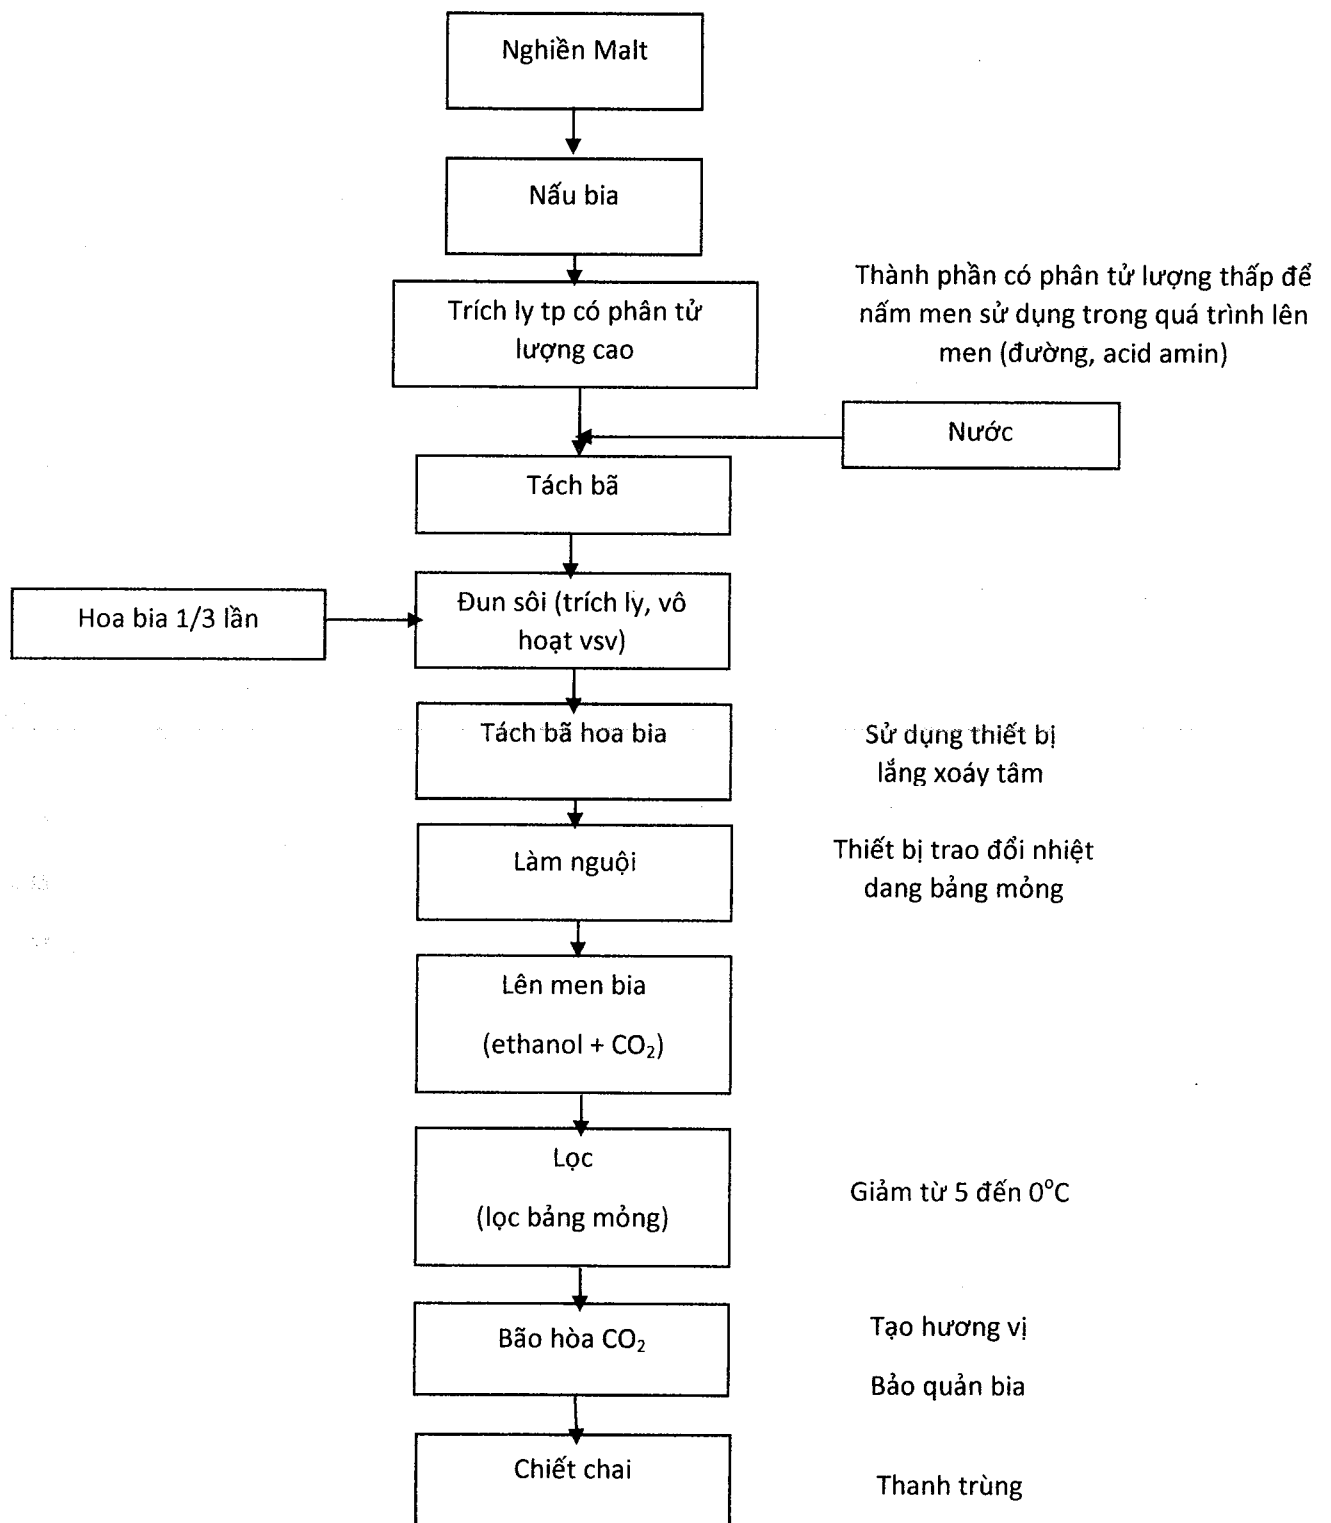 Nghiền Malt
Nấu bia
Trích ly tp có phân tử
lượng cao
Thành phần có phân tử lượng thấp để
nấm men sử dụng trong quá trình lên
men (đường, acid amin)
Nước
Tách bã
Hoa bia 1/3 lần
Đun sôi (trích ly, vô
hoạt vsv)
Tách bã hoa bia
Sử dụng thiết bị
lắng xoáy tâm
Làm nguội
Thiết bị trao đổi nhiệt
dang bảng mỏng
Lên men bia
(ethanol + CO₂)
Lọc
(lọc bảng mỏng)
Giảm từ 5 đến 0°C
Bão hòa CO₂
Tạo hương vị
Bảo quản bia
Chiết chai
Thanh trùng